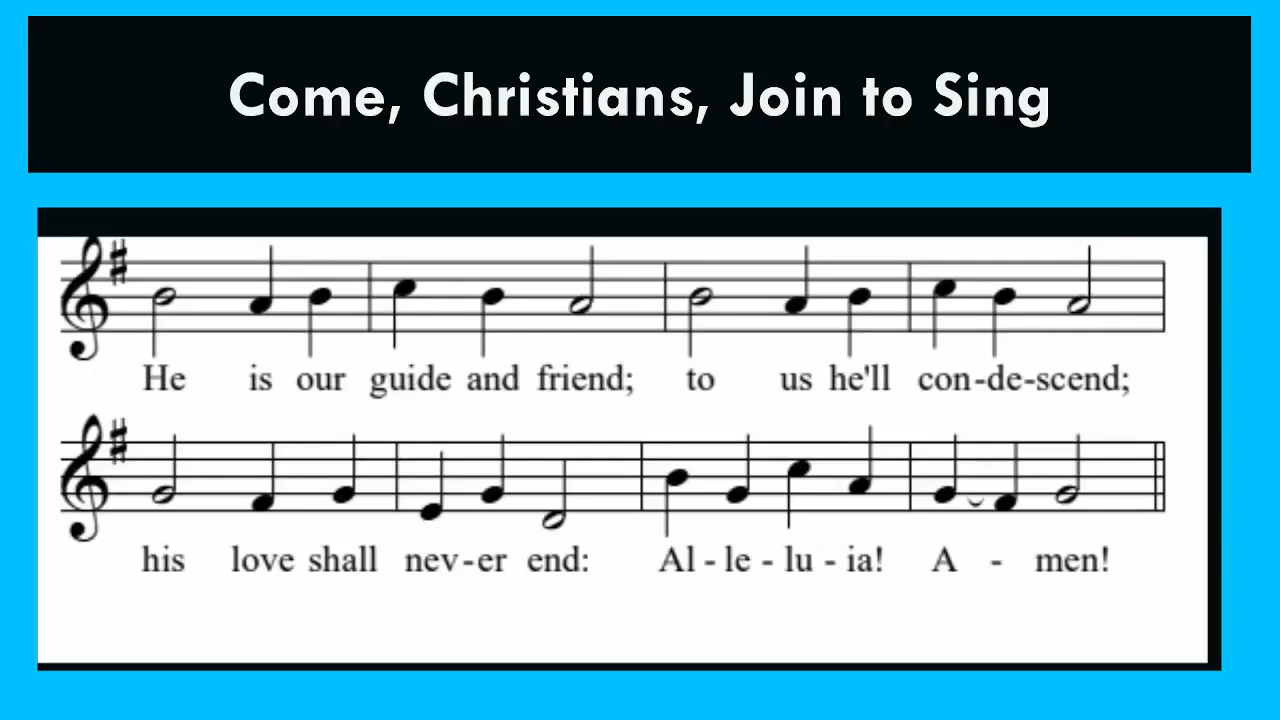 Come, Christians, Join to Sing
He is our guide and friend; to us he'll con-de-scend;
his love shall nev-er end: Al - le - lu - ia! A - men!